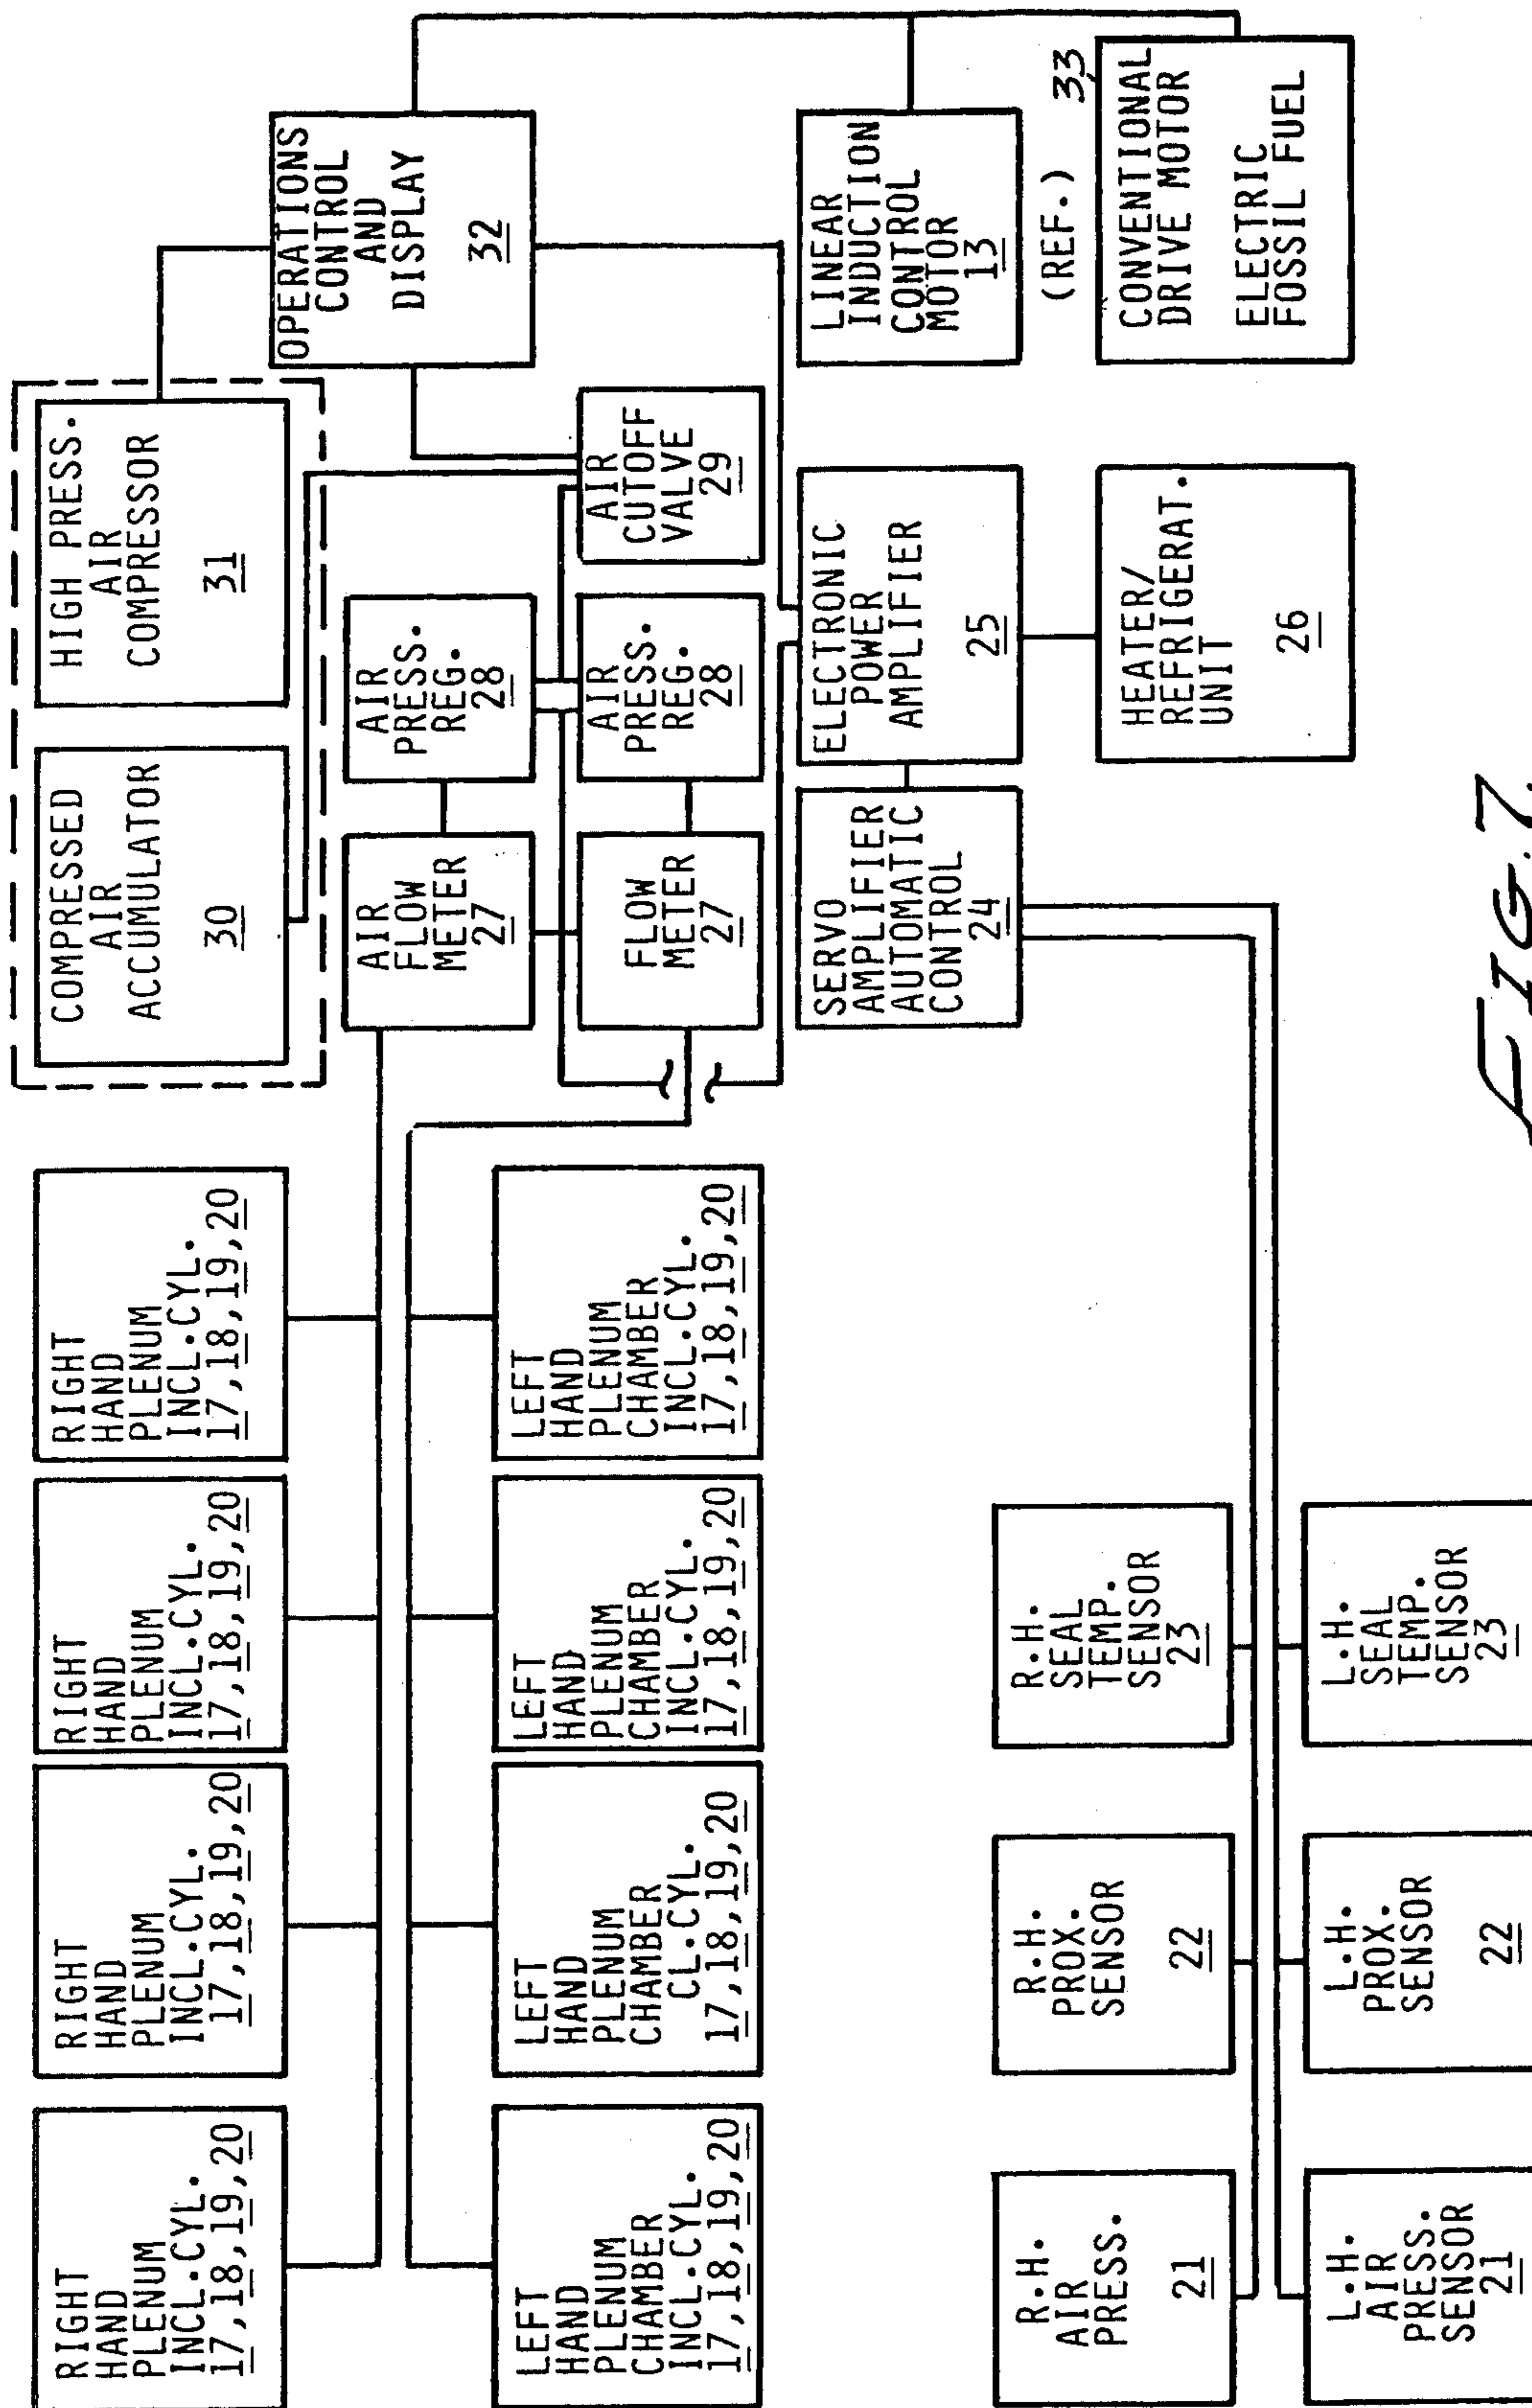 RIGHT
HAND
PLENUM
INCL.CYL.
17,18,19,20
RIGHT
HAND
PLENUM
INCL.CYL.
17,18,19,20
RIGHT
HAND
PLENUM
INCL.CYL.
17,18,19,20
RIGHT
HAND
PLENUM
INCL.CYL.
17,18,19,20
COMPRESSED
AIR
ACCUMULATOR
30
HIGH PRESS.
AIR
COMPRESSOR
31
OPERATIONS
CONTROL
AND
DISPLAY
32
AIR
FLOW
METER
27
AIR
PRESS.
REG.
28
LEFT
HAND
PLENUM
CHAMBER
INCL.CYL.
17,18,19,20
LEFT
HAND
PLENUM
CHAMBER
CL.CYL.
17,18,19,20
LEFT
HAND
PLENUM
CHAMBER
INCL.CYL.
17,18,19,20
LEFT
HAND
PLENUM
CHAMBER
INCL.CYL.
17,18,19,20
FLOW
METER
27
AIR
PRESS.
REG.
28
AIR
CUTOFF
VALVE
29
SERVO
AMPLIFIER
AUTOMATIC
CONTROL
24
ELECTRONIC
POWER
AMPLIFIER
25
LINEAR
INDUCTION
CONTROL
MOTOR
13
(REF.)
33
R.H.
AIR
PRESS.
21
R.H.
PROX.
SENSOR
22
R.H.
SEAL
TEMP.
SENSOR
23
HEATER/
REFRIGERAT.
UNIT
26
CONVENTIONAL
DRIVE MOTOR
ELECTRIC
FOSSIL FUEL
L.H.
AIR
PRESS.
SENSOR
21
L.H.
PROX.
SENSOR
22
L.H.
SEAL
TEMP.
SENSOR
23
FIG.7.